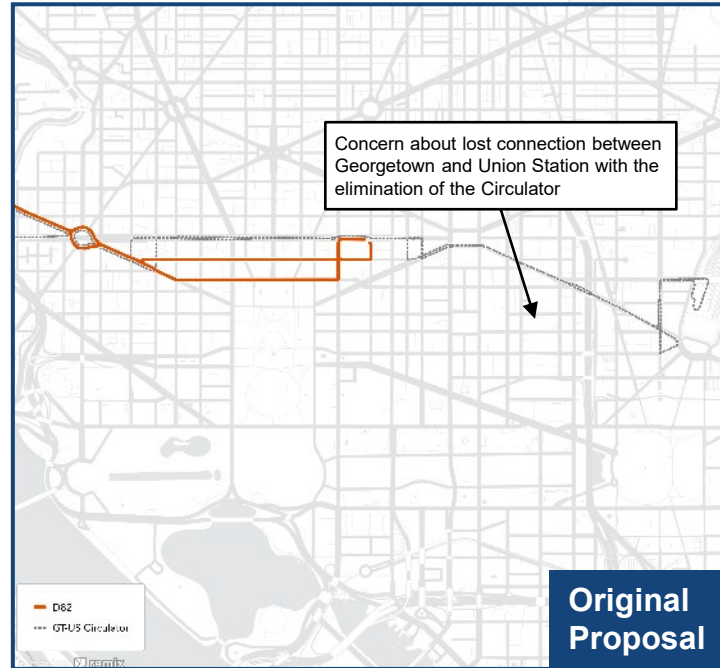 Concern about lost connection between
Georgetown and Union Station with the
elimination of the Circulator
D82
GT-US Circulator
remix
Original
Proposal